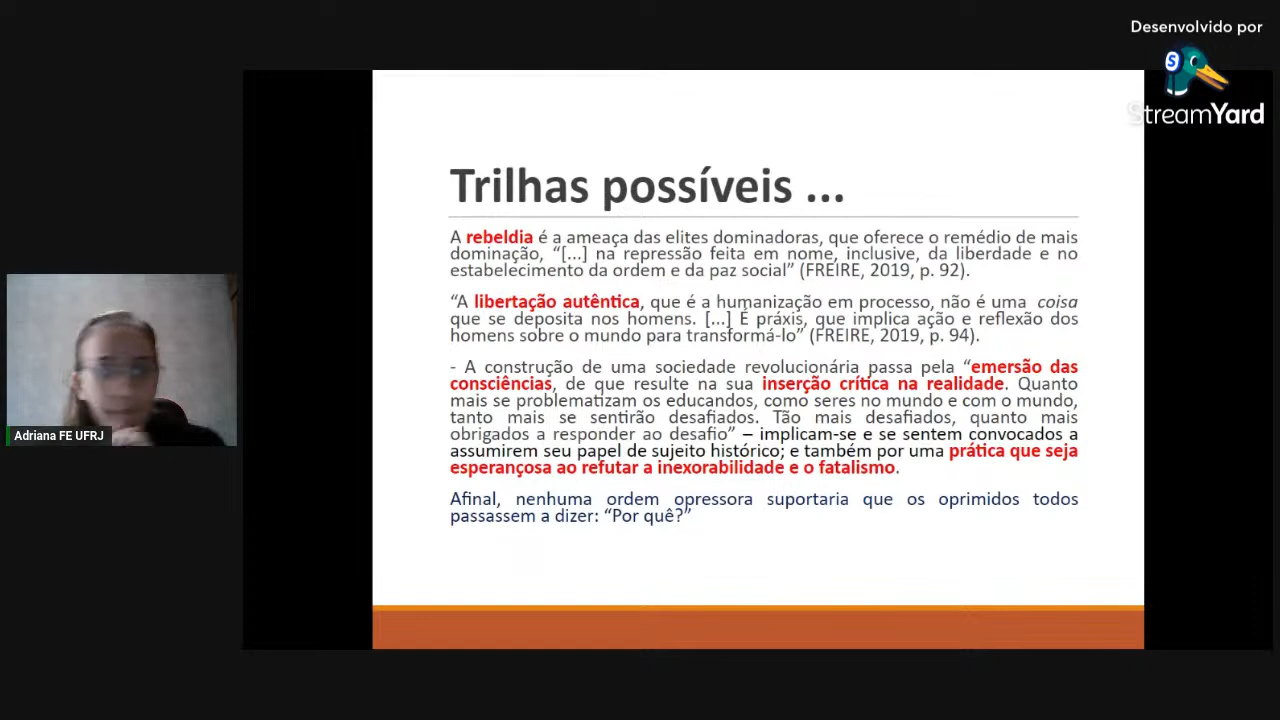 Desenvolvido por
StreamYard
Trilhas possíveis ...
A rebeldia é a ameaça das elites dominadoras, que oferece o remédio de mais
dominação, “[...] na repressão feita em nome, inclusive, da liberdade e no
estabelecimento da ordem e da paz social” (FREIRE, 2019, p. 92).
“A libertação autêntica, que é a humanização em processo, não é uma coisa
que se deposita nos homens. [...] É práxis, que implica ação e reflexão dos
homens sobre o mundo para transformá-lo” (FREIRE, 2019, p. 94).
- A construção de uma sociedade revolucionária passa pela “emersão das
consciências, de que resulte na sua inserção crítica na realidade. Quanto
mais se problematizam os educandos, como seres no mundo e com o mundo,
tanto mais se sentirão desafiados. Tão mais desafiados, quanto mais
obrigados a responder ao desafio” – implicam-se e se sentem convocados a
assumirem seu papel de sujeito histórico; e também por uma prática que seja
esperançosa ao refutar a inexorabilidade e o fatalismo.
Afinal, nenhuma ordem opressora suportaria que os oprimidos todos
passassem a dizer: “Por quê?”
Adriana FE UFRJ